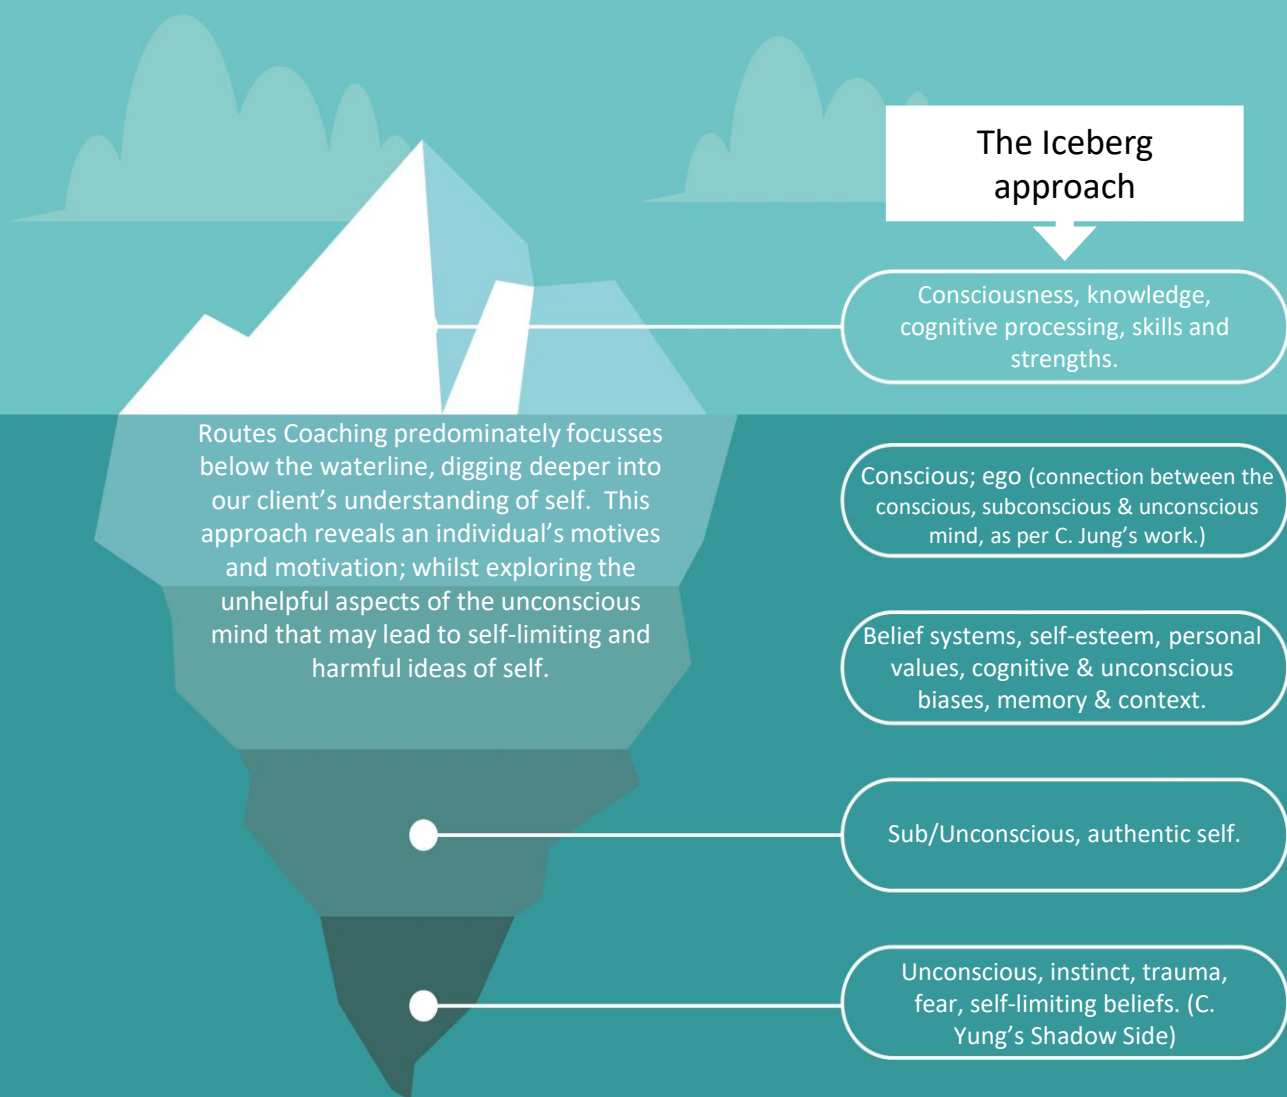 The Iceberg
approach
Consciousness, knowledge,
cognitive processing, skills and
strengths.
Routes Coaching predominately focusses
below the waterline, digging deeper into
our client’s understanding of self.  This
approach reveals an individual’s motives
and motivation; whilst exploring the
unhelpful aspects of the unconscious
mind that may lead to self-limiting and
harmful ideas of self.
Conscious; ego (connection between the
conscious, subconscious & unconscious
mind, as per C. Jung’s work.)
Belief systems, self-esteem, personal
values, cognitive & unconscious
biases, memory & context.
Sub/Unconscious, authentic self.
Unconscious, instinct, trauma,
fear, self-limiting beliefs. (C.
Yung’s Shadow Side)